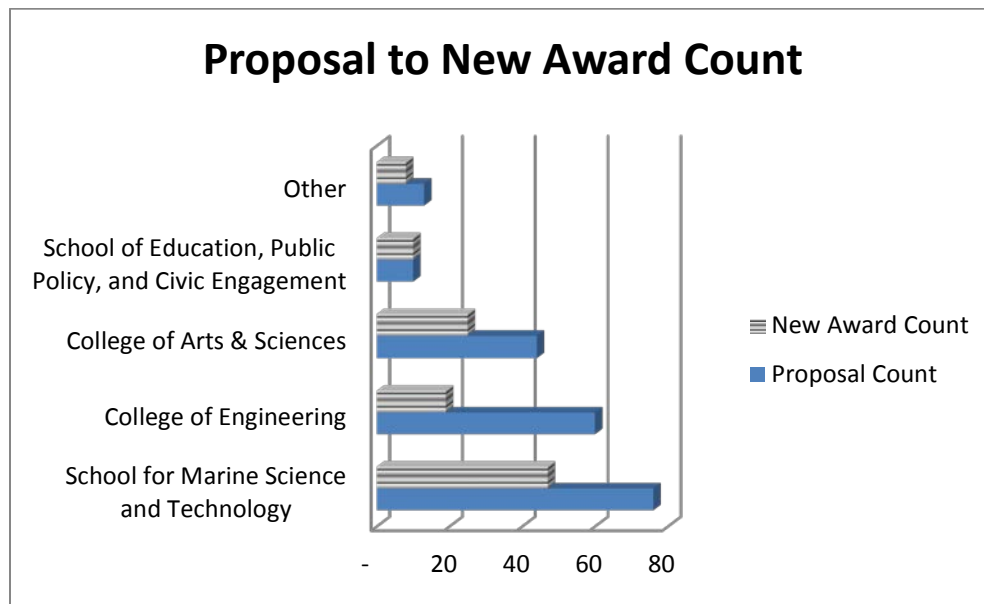 Proposal to New Award Count
Other
School of Education, Public
Policy, and Civic Engagement
College of Arts & Sciences
College of Engineering
School for Marine Science
and Technology
New Award Count
Proposal Count
- 20 40 60 80